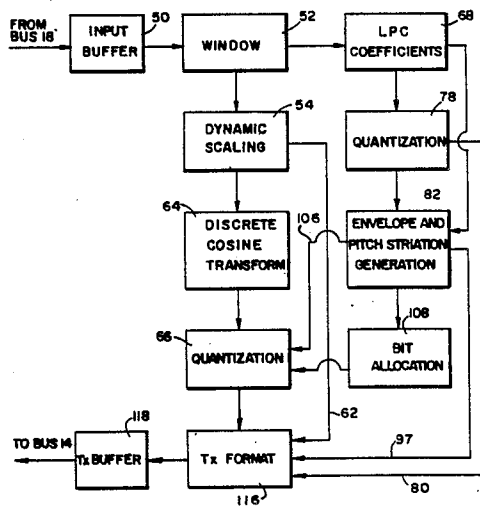 FROM
BUS 18
50
INPUT
BUFFER
52
WINDOW
68
LPC
COEFFICIENTS
54
DYNAMIC
SCALING
78
QUANTIZATION
64
DISCRETE
COSINE
TRANSFORM
106
82
ENVELOPE AND
PITCH STRIATION
GENERATION
66
QUANTIZATION
108
BIT
ALLOCATION
62
118
TO BUS 14
Tx BUFFER
Tx FORMAT
116
97
80